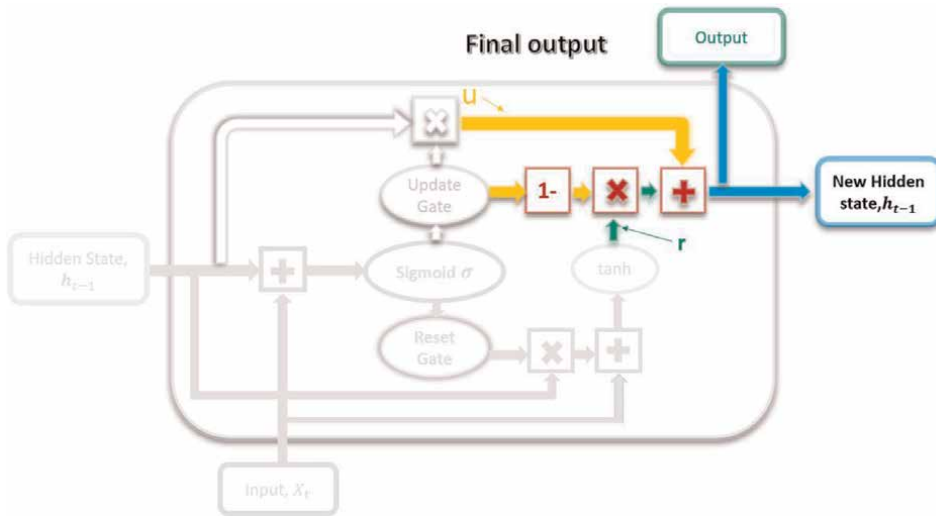 Final output
Output
U
Update
Gate
1-
New Hidden
state,h_{t−1}
r
Hidden State,
h_{t−1}
Sigmoid σ
tanh
Reset
Gate
Input, X_t